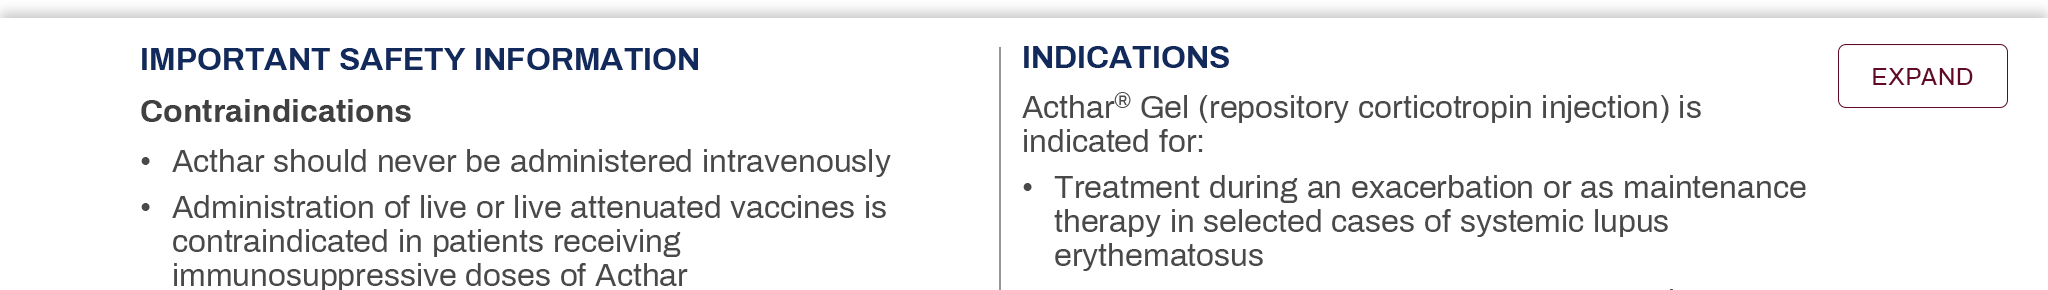 IMPORTANT SAFETY INFORMATION
Contraindications
• Acthar should never be administered intravenously
• Administration of live or live attenuated vaccines is
contraindicated in patients receiving
immunosuppressive doses of Acthar
INDICATIONS
Acthar® Gel (repository corticotropin injection) is
indicated for:
• Treatment during an exacerbation or as maintenance
therapy in selected cases of systemic lupus
erythematosus
EXPAND